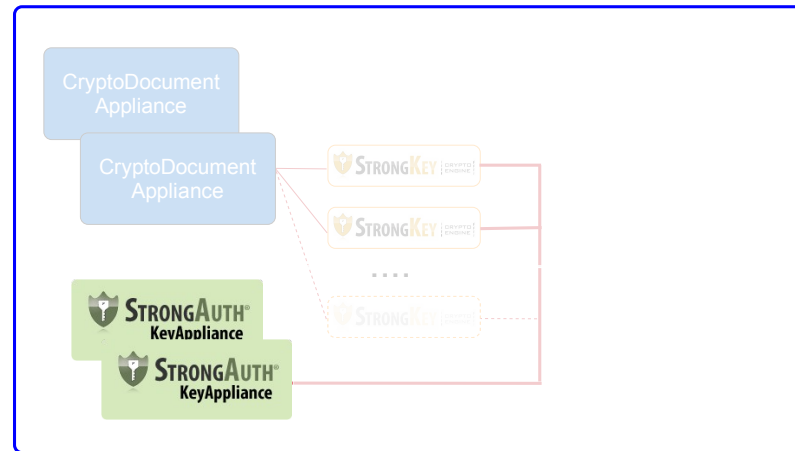 CryptoDocument
Appliance
CryptoDocument
Appliance
STRONGKEY CRYPTO ENGINE
STRONGKEY CRYPTO ENGINE
....
STRONGKEY
STRONGAUTH®
KeyAppliance
STRONGAUTH®
KeyAppliance